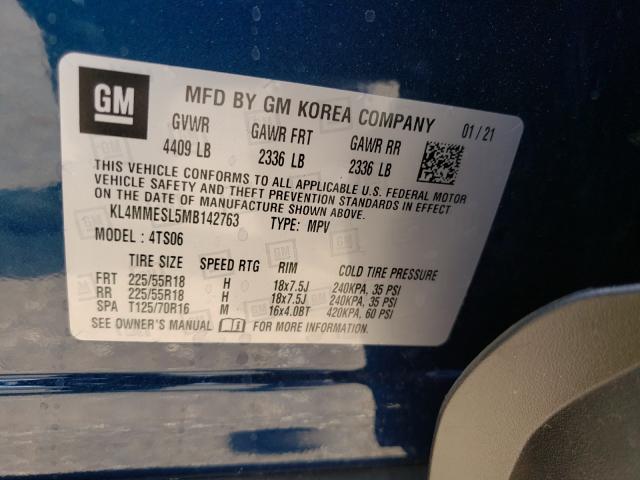 GM
MFD BY GM KOREA COMPANY 01/21
GVWR GAWR FRT GAWR RR
4409 LB 2336 LB 2336 LB
THIS VEHICLE CONFORMS TO ALL APPLICABLE U.S. FEDERAL MOTOR
VEHICLE SAFETY AND THEFT PREVENTION STANDARDS IN EFFECT ON
THE DATE OF MANUFACTURE SHOWN ABOVE.
KL4MMESL5MB142763 TYPE: MPV
MODEL: 4TS06
TIRE SIZE SPEED RTG RIM COLD TIRE PRESSURE
FRT 225/55R18 H 18x7.5J 240KPA, 35 PSI
RR 225/55R18 H 18x7.5J 240KPA, 35 PSI
SPA T125/70R16 M 16x4.0BT 420KPA, 60 PSI
SEE OWNER'S MANUAL FOR MORE INFORMATION.